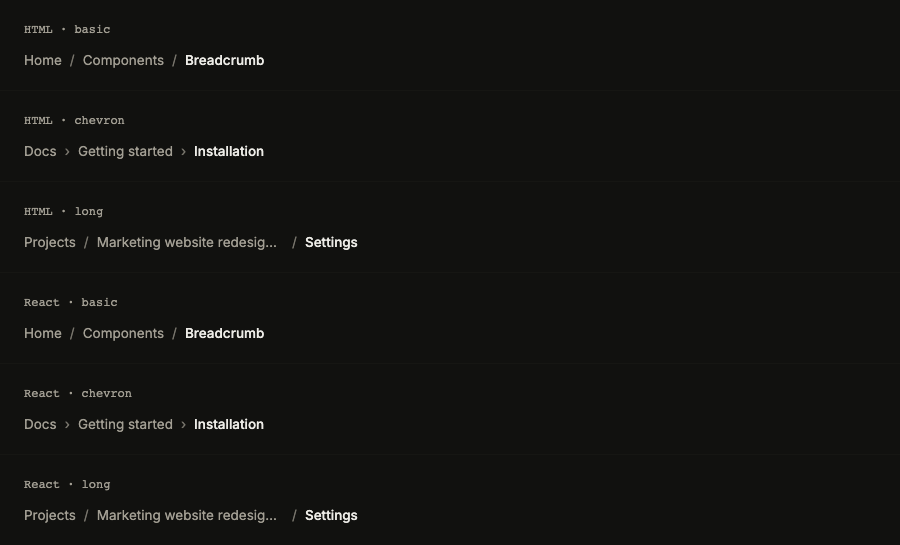 HTML · basic
Home / Components / Breadcrumb
HTML · chevron
Docs › Getting started › Installation
HTML · long
Projects / Marketing website redesig... / Settings
React · basic
Home / Components / Breadcrumb
React · chevron
Docs › Getting started › Installation
React · long
Projects / Marketing website redesig... / Settings